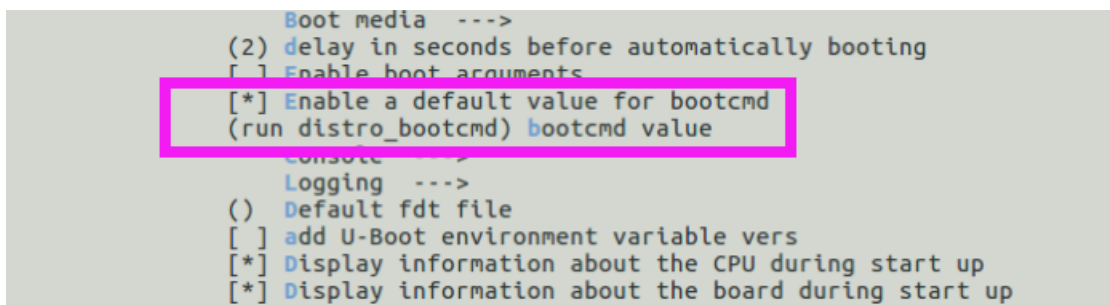 Boot media --->
(2) delay in seconds before automatically booting
[ ] Enable boot arguments
[*] Enable a default value for bootcmd
(run distro_bootcmd) bootcmd value
Console --->
Logging --->
() Default fdt file
[ ] add U-Boot environment variable vers
[*] Display information about the CPU during start up
[*] Display information about the board during start up